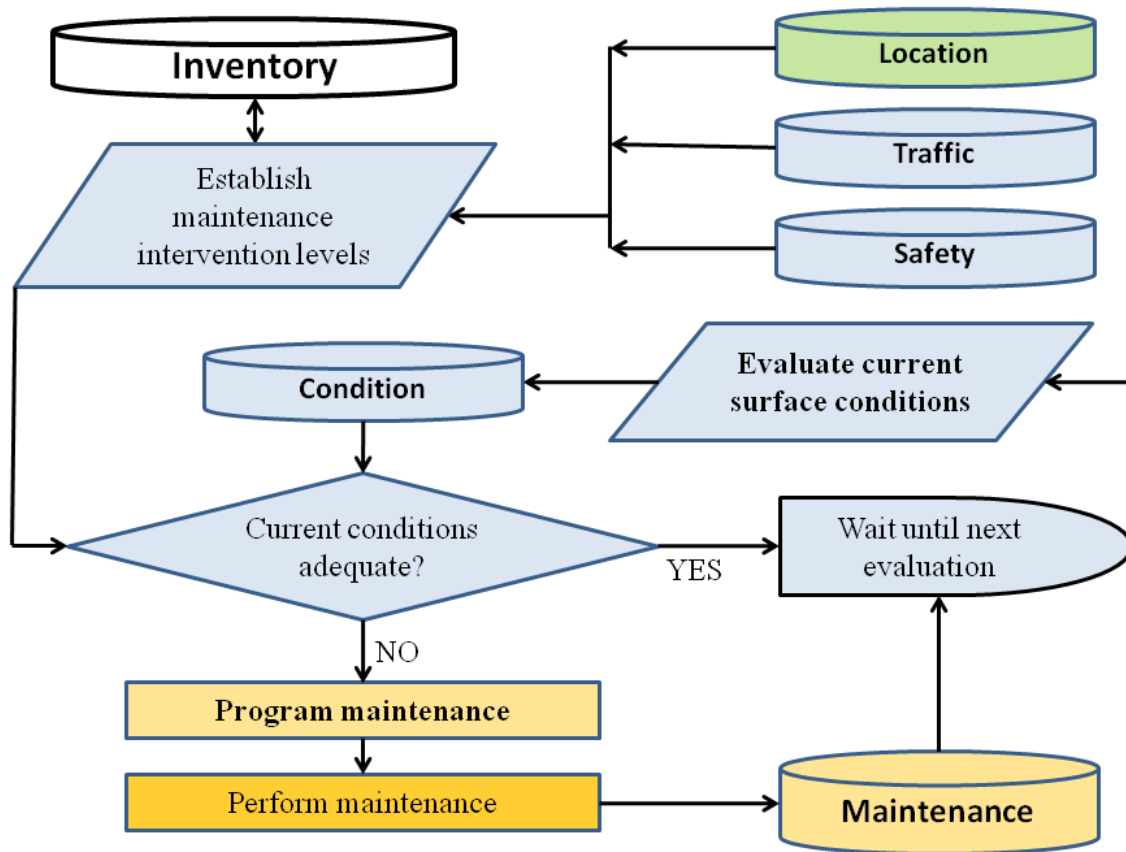 Inventory
Location
Traffic
Safety
Establish
maintenance
intervention levels
Evaluate current
surface conditions
Condition
Current conditions
adequate?
YES
Wait until next
evaluation
NO
Program maintenance
Perform maintenance
Maintenance